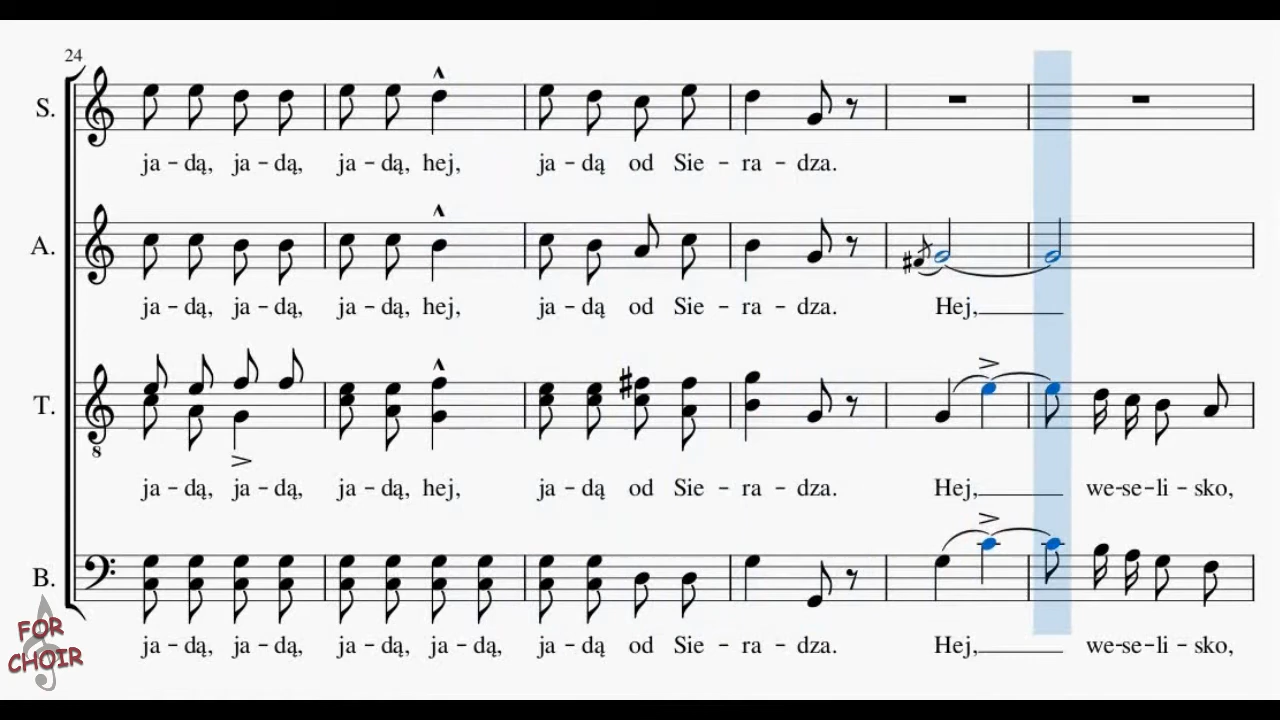 24
S.
ja – dą, ja – dą, ja – dą, hej, ja – dą od Sie – ra – dza.
A.
ja – dą, ja – dą, ja – dą, hej, ja – dą od Sie – ra – dza. Hej,
T.
8
ja – dą, ja – dą, ja – dą, hej, ja – dą od Sie – ra – dza. Hej, we-se-li – sko,
B.
ja – dą, ja – dą, ja – dą, ja – dą, ja – dą od Sie – ra – dza. Hej, we-se-li – sko,
FOR
CHOIR